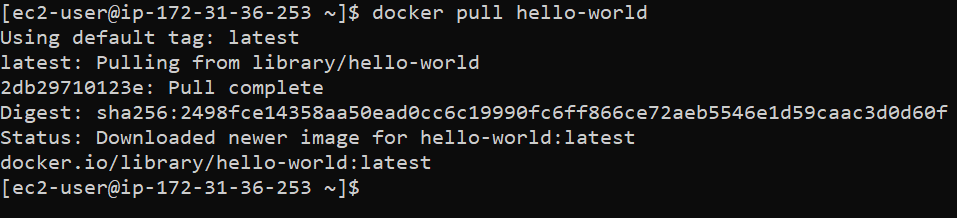 [ec2-user@ip-172-31-36-253 ~]$ docker pull hello-world
Using default tag: latest
latest: Pulling from library/hello-world
2db29710123e: Pull complete
Digest: sha256:2498fce14358aa50ead0cc6c19990fc6ff866ce72aeb5546e1d59caac3d0d60f
Status: Downloaded newer image for hello-world:latest
docker.io/library/hello-world:latest
[ec2-user@ip-172-31-36-253 ~]$